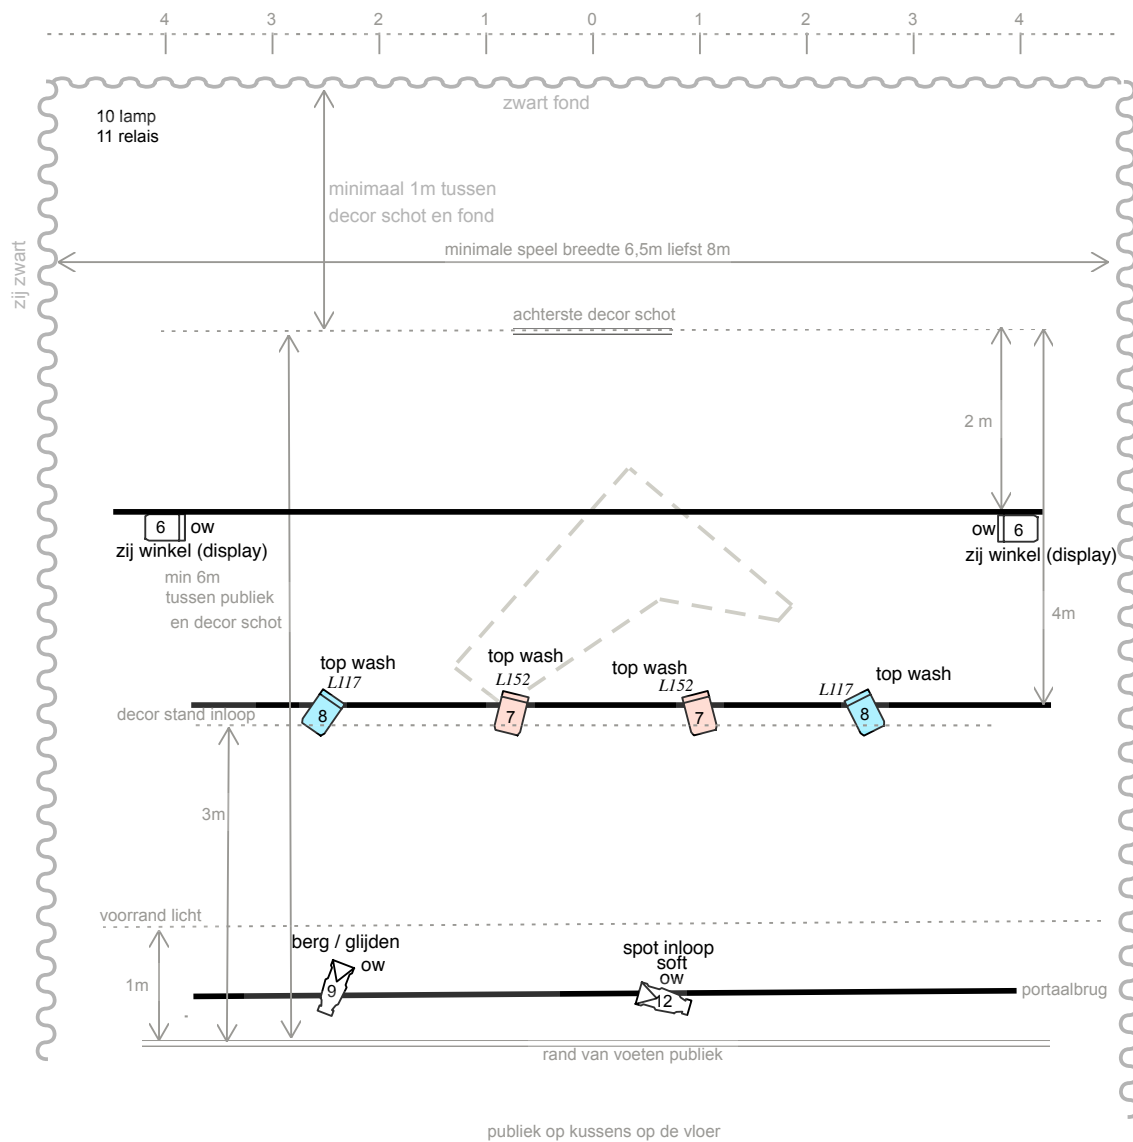 4 3 2 1 0 1 2 3 4
zwart fond
10 lamp
11 relais
minimaal 1m tussen
decor schot en fond
zij zwart
minimale speel breedte 6,5m liefst 8m
achterste decor schot
2 m
6 ow
ow 6
zij winkel (display)
zij winkel (display)
min 6m
tussen publiek
en decor schot
4m
top wash
L117
8
top wash
L152
7
top wash
L152
7
top wash
L117
8
decor stand inloop
3m
voorrand licht
berg / glijden
ow
9
spot inloop
soft
ow
12
1m
portaalbrug
rand van voeten publiek
publiek op kussens op de vloer